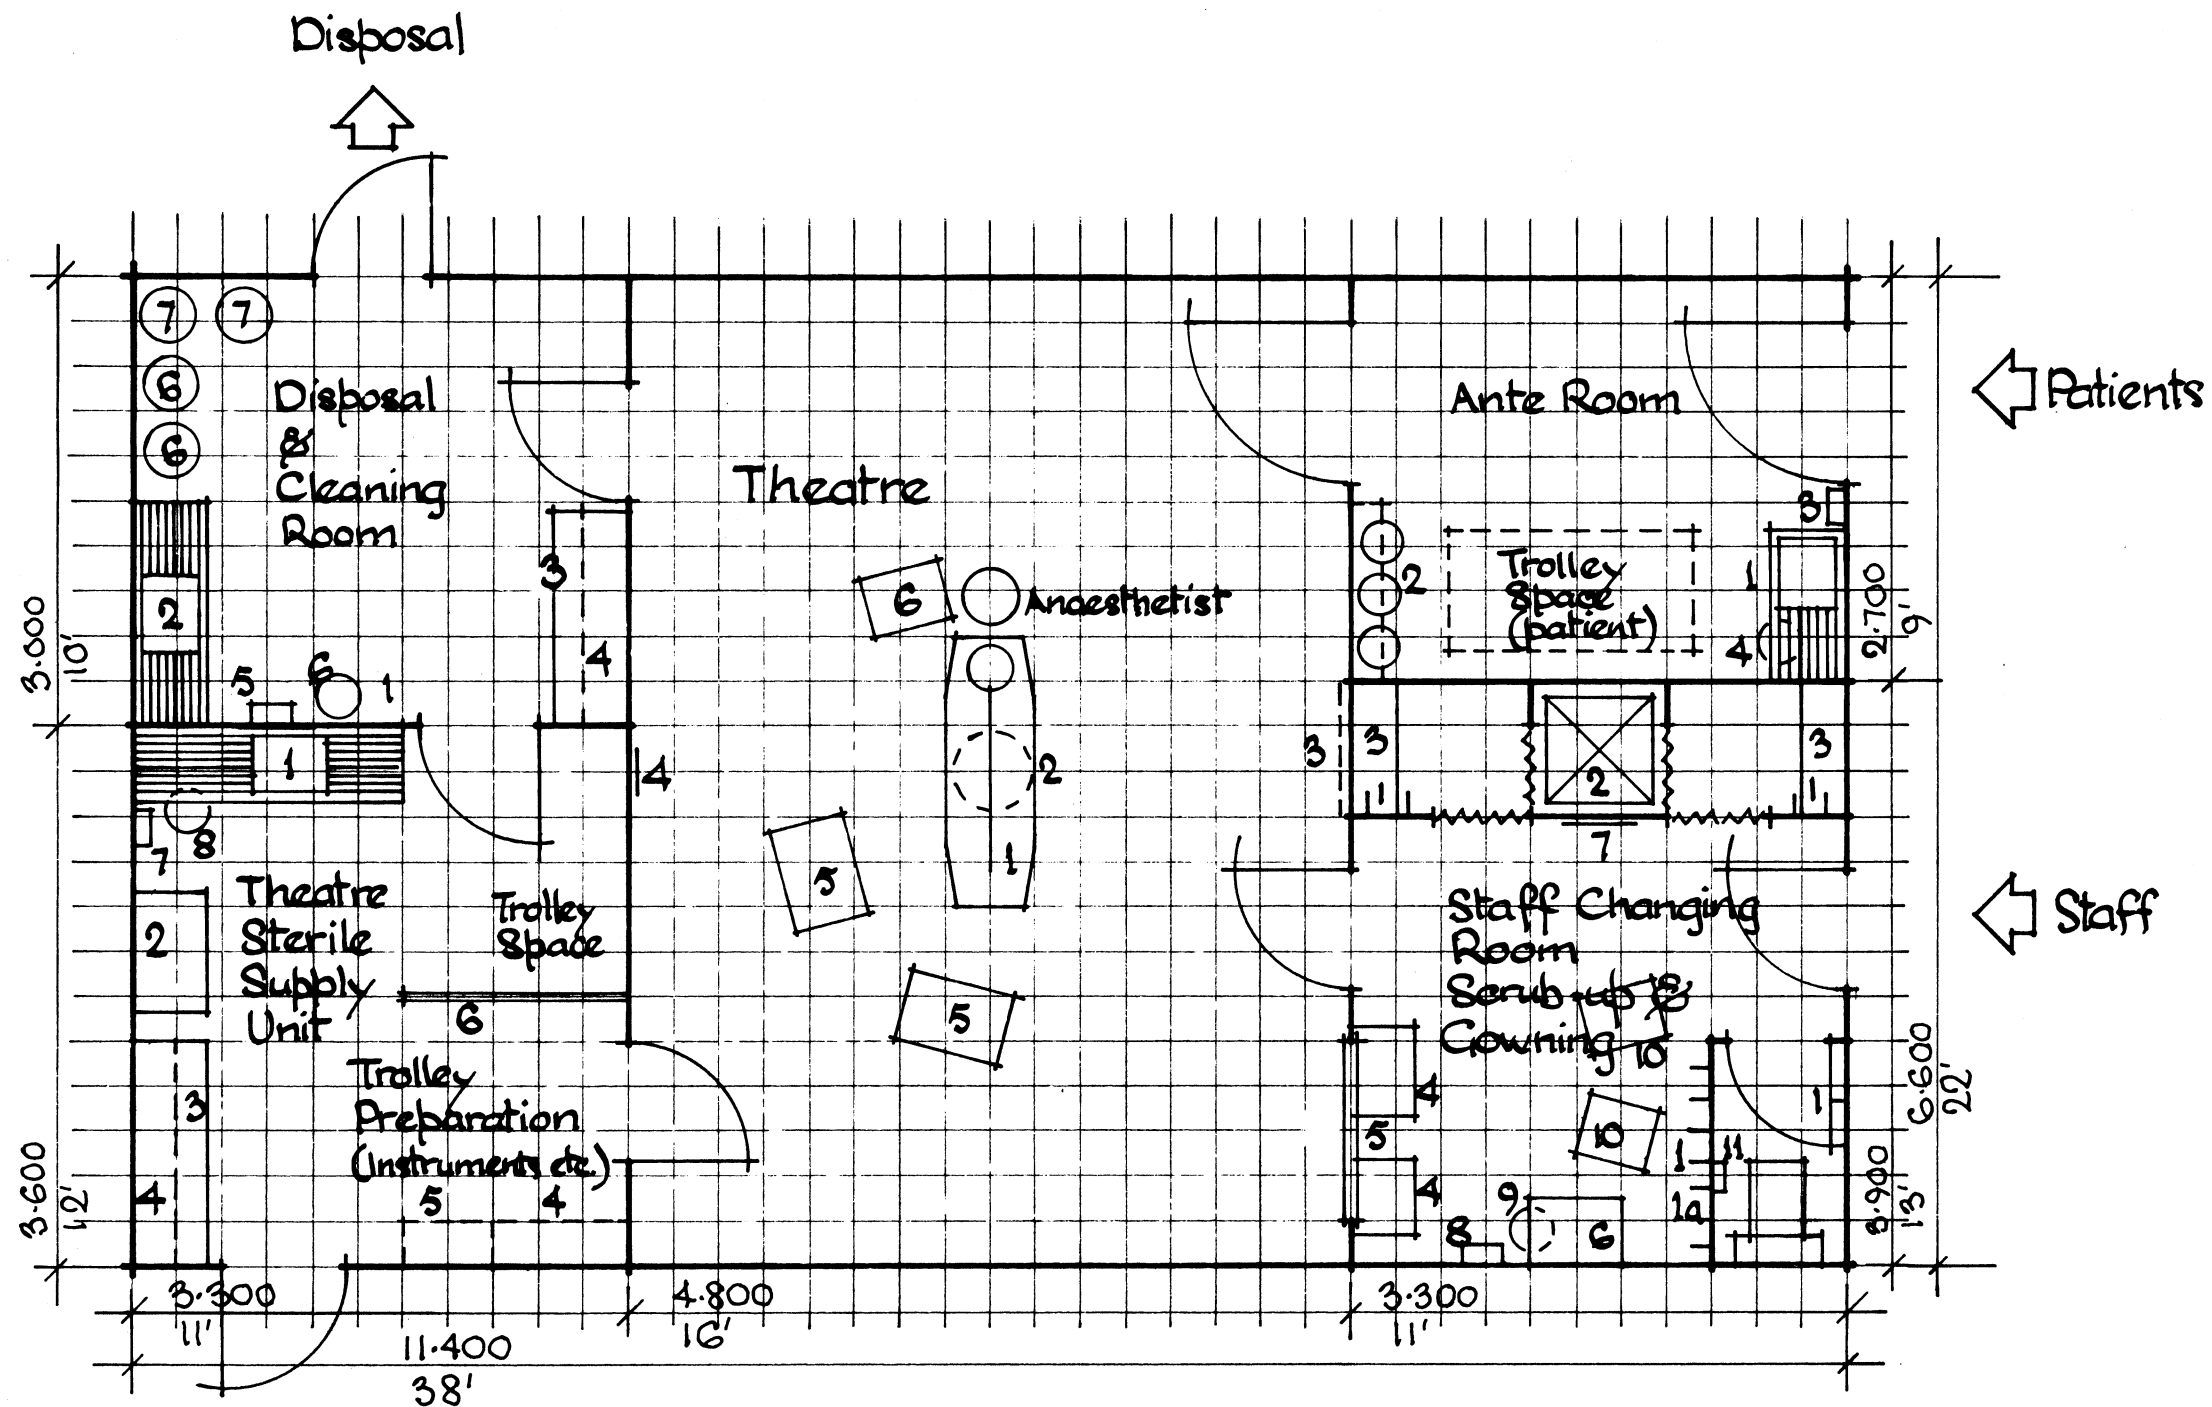 Disposal
7 7
6
6
Disposal
&
Cleaning
Room
2
3
4
5 6 1
3.000
10'
Theatre
6
Anaesthetist
2
1
5
5
4
3
Ante Room
Patients
3
Trolley
Space
(patient)
2
1
4
2.700
9'
3
2
3
1
1
7
1
8
7
2
Theatre
Sterile
Supply
Unit
Trolley
Space
6
3
4
Trolley
Preparation
(Instruments etc.)
5 4
3.600
12'
Staff Changing
Room
Scrub-up &
Gowning
Staff
10
10
4
5
4
8
9
6
1
1a
11
1
6.600
22'
3.900
13'
3.300
11'
4.800
16'
3.300
11'
11.400
38'